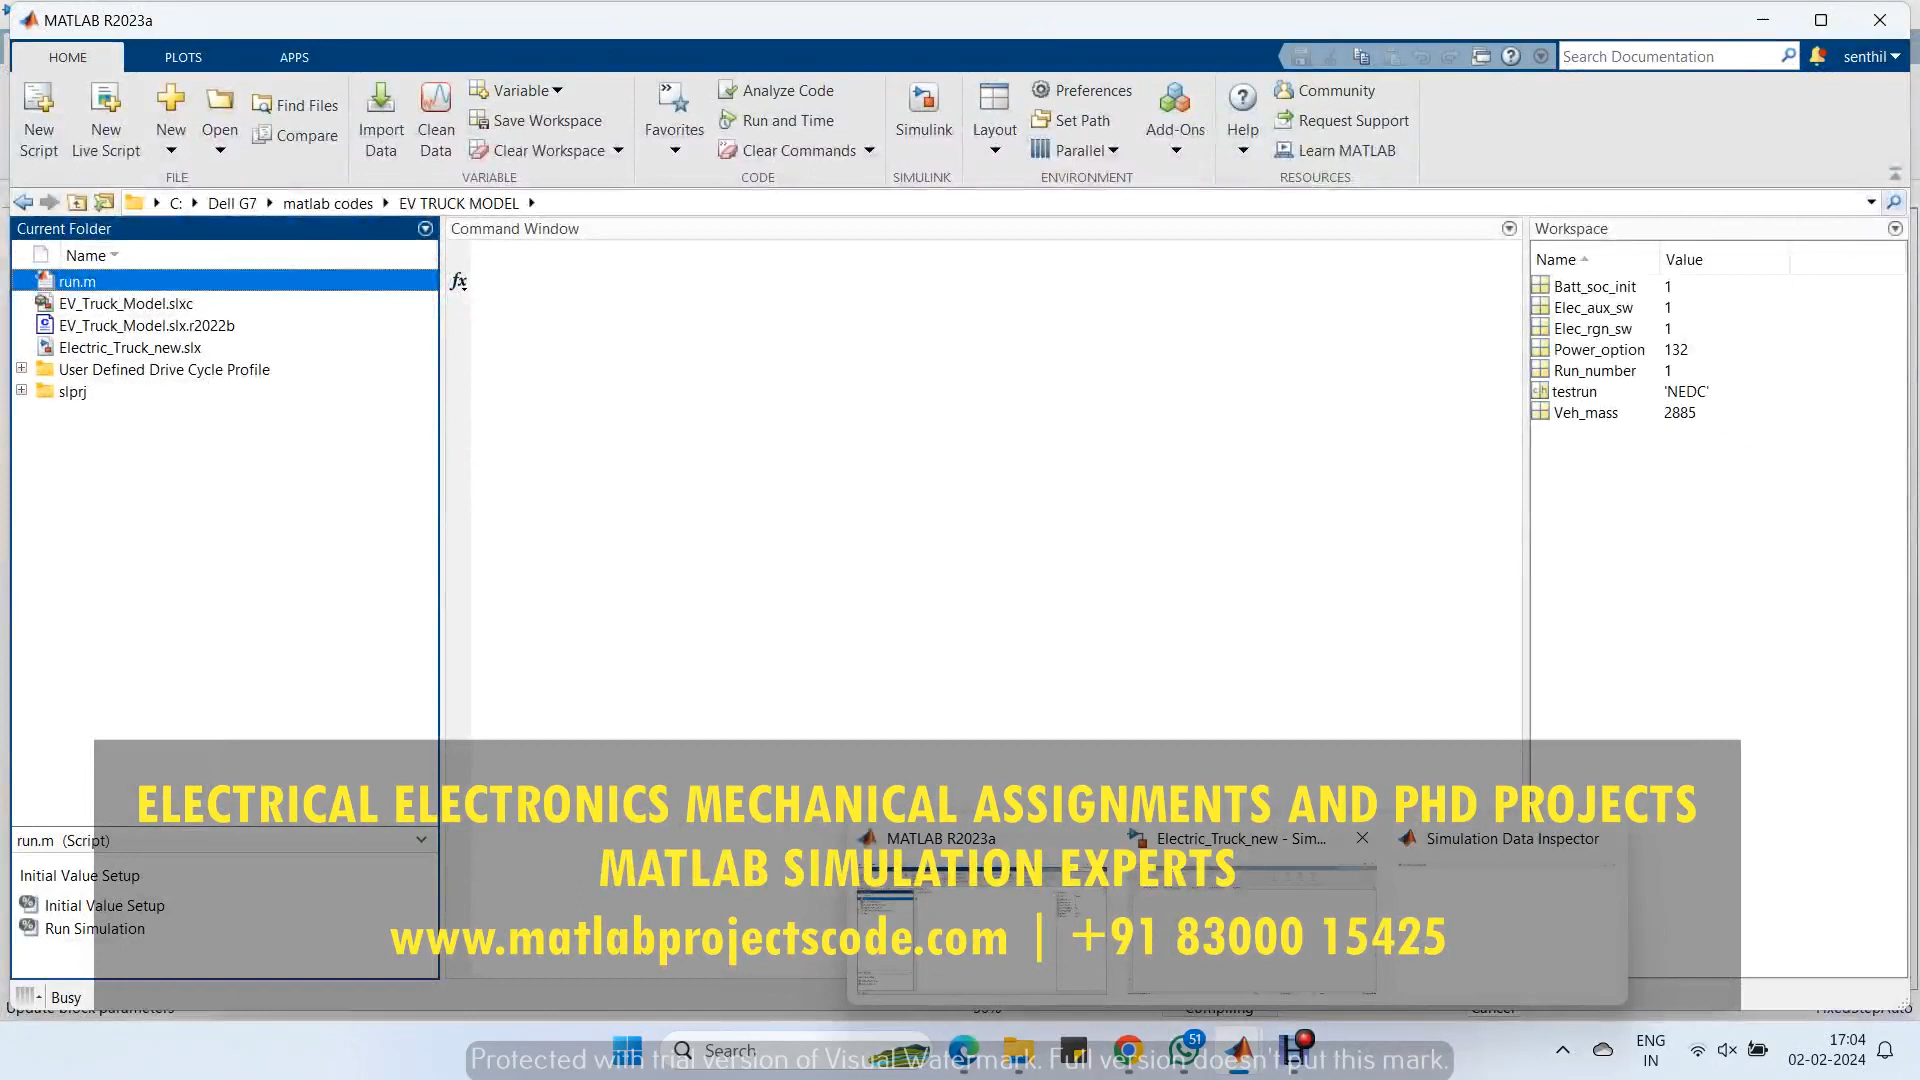 MATLAB R2023a
HOME PLOTS APPS Search Documentation senthil
New Script
New Live Script
New
Open
Find Files
Compare
FILE
Import Data
Clean Data
Variable
Save Workspace
Clear Workspace
VARIABLE
Favorites
Analyze Code
Run and Time
Clear Commands
CODE
Simulink
SIMULINK
Layout
Preferences
Set Path
Parallel
ENVIRONMENT
Add-Ons
Help
Community
Request Support
Learn MATLAB
RESOURCES
C: Dell G7 matlab codes EV TRUCK MODEL
Current Folder
Name
run.m
EV_Truck_Model.slxc
EV_Truck_Model.slx.r2022b
Electric_Truck_new.slx
User Defined Drive Cycle Profile
slprj
Command Window
fx
Workspace
Name Value
Batt_soc_init 1
Elec_aux_sw 1
Elec_rgn_sw 1
Power_option 132
Run_number 1
testrun 'NEDC'
Veh_mass 2885
ELECTRICAL ELECTRONICS MECHANICAL ASSIGNMENTS AND PHD PROJECTS
MATLAB SIMULATION EXPERTS
www.matlabprojectscode.com | +91 83000 15425
run.m (Script)
Initial Value Setup
Initial Value Setup
Run Simulation
MATLAB R2023a
Electric_Truck_new - Sim...
Simulation Data Inspector
Busy
Search
51
ENG
IN
17:04
02-02-2024
Protected with trial version of Visual Watermark. Full version doesn't put this mark.